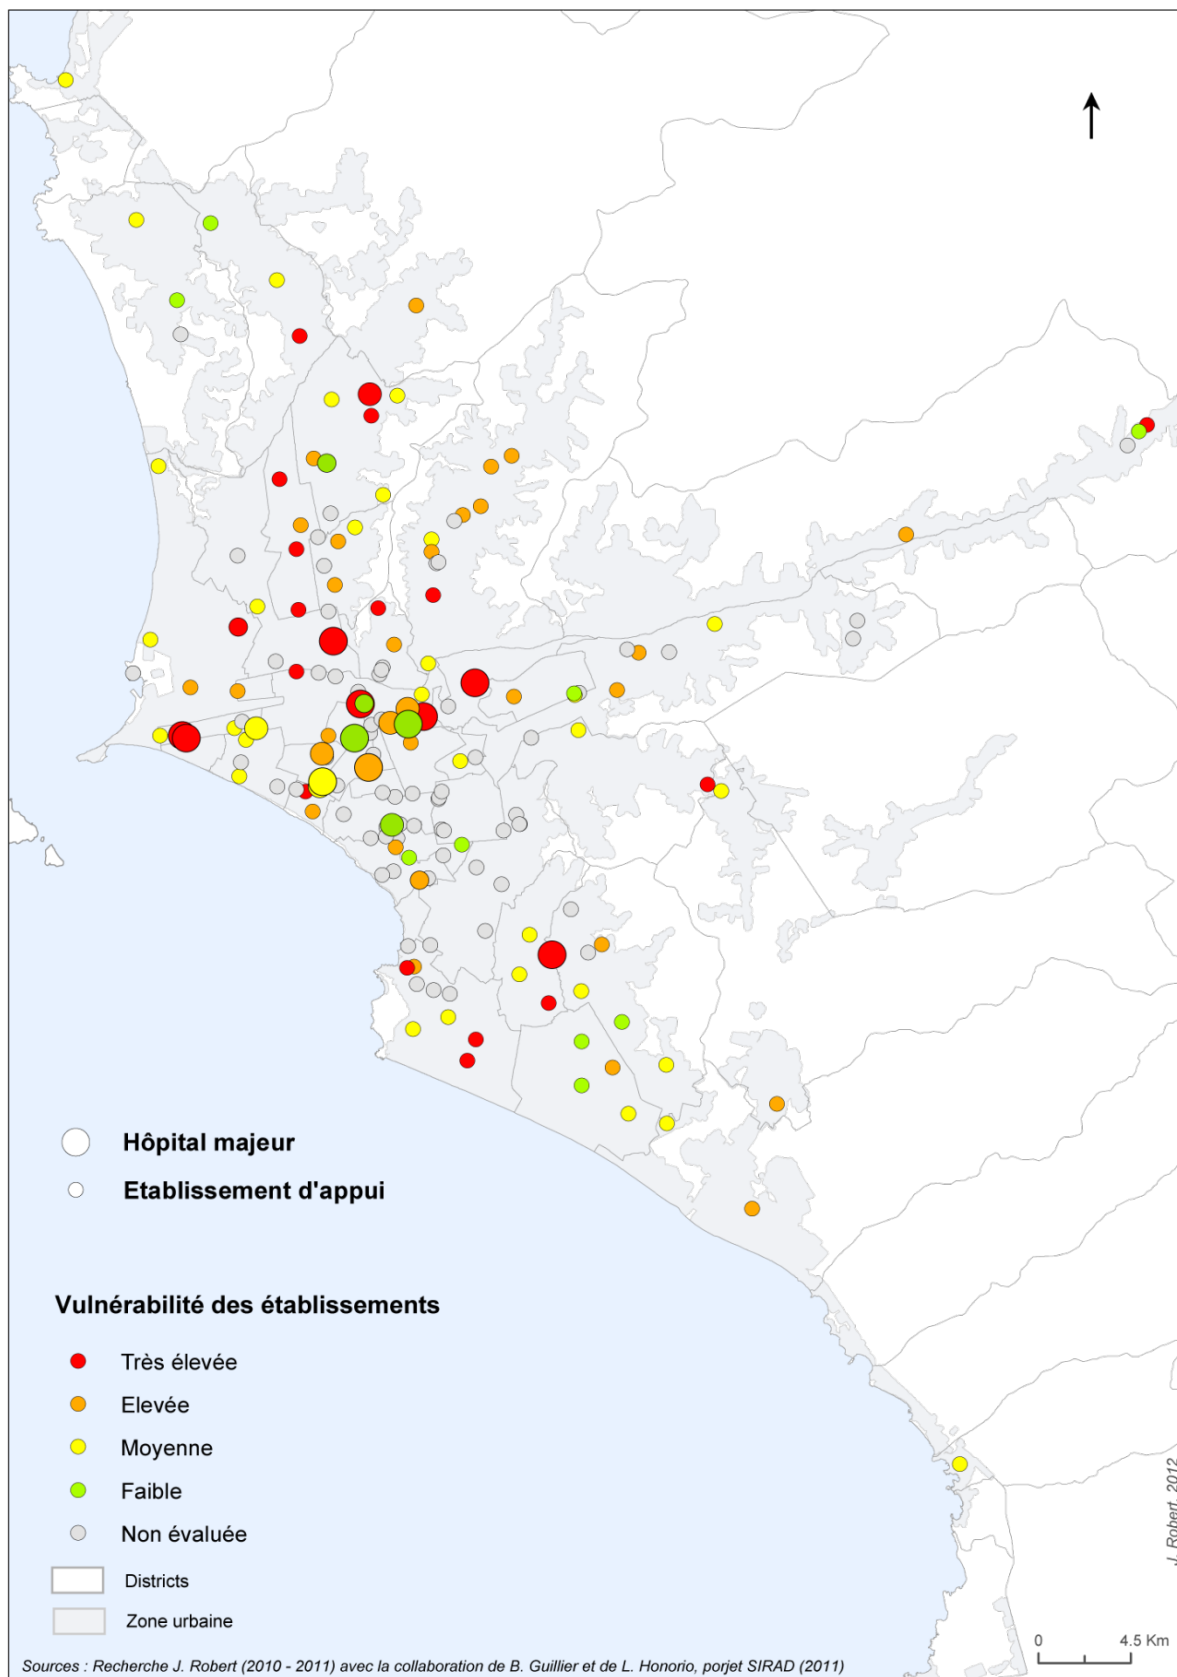 Hôpital majeur
Etablissement d'appui
Vulnérabilité des établissements
Très élevée
Elevée
Moyenne
Faible
Non évaluée
Districts
Zone urbaine
J. Robert, 2012
0 4.5 Km
Sources : Recherche J. Robert (2010 - 2011) avec la collaboration de B. Guillier et de L. Honorio, porjet SIRAD (2011)